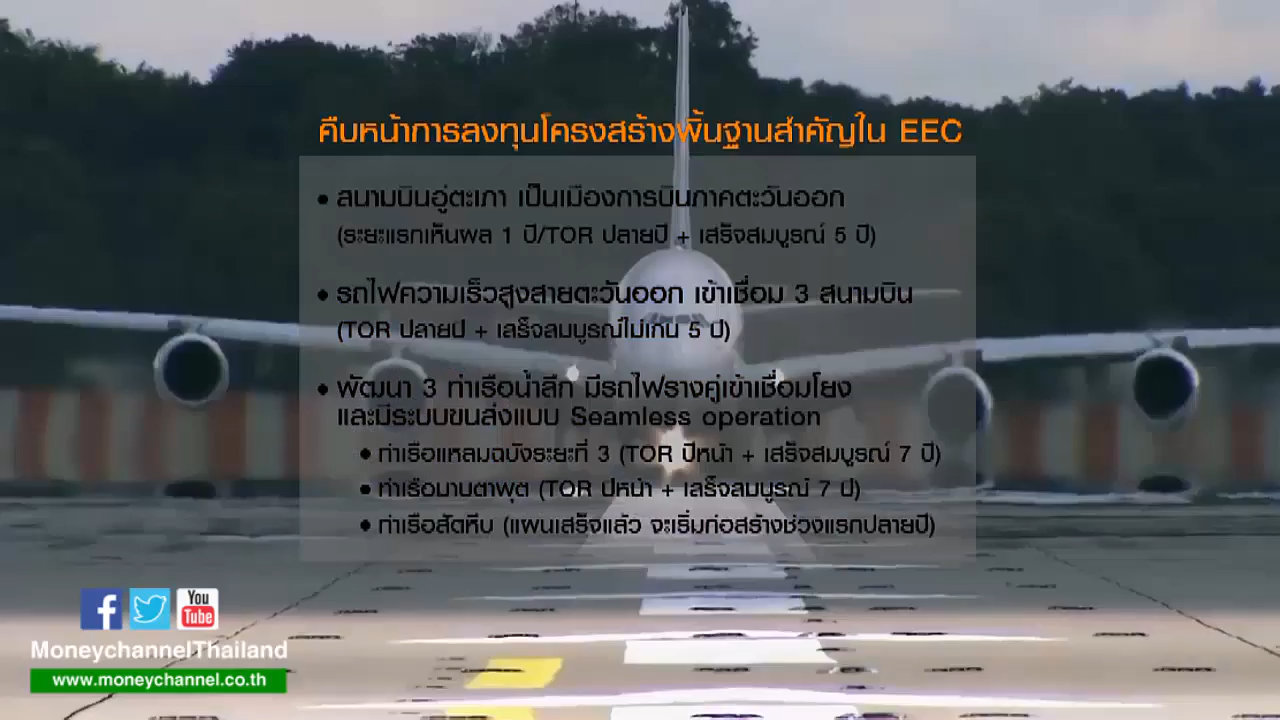 คืบหน้าการลงทุนโครงสร้างพื้นฐานสำคัญใน EEC
• สนามบินอู่ตะเภา เป็นเมืองการบินภาคตะวันออก
(ระยะแรกเห็นผล 1 ปี/TOR ปลายปี + เสร็จสมบูรณ์ 5 ปี)
• รถไฟความเร็วสูงสายตะวันออก เข้าเชื่อม 3 สนามบิน
(TOR ปลายปี + เสร็จสมบูรณ์ไม่เกิน 5 ปี)
• พัฒนา 3 ท่าเรือน้ำลึก มีรถไฟรางคู่เข้าเชื่อมโยง
และมีระบบขนส่งแบบ Seamless operation
• ท่าเรือแหลมฉบังระยะที่ 3 (TOR ปีหน้า + เสร็จสมบูรณ์ 7 ปี)
• ท่าเรือมาบตาพุต (TOR ปีหน้า + เสร็จสมบูรณ์ 7 ปี)
• ท่าเรือสัตหีบ (แผนเสร็จแล้ว จะเริ่มก่อสร้างช่วงแรกปลายปี)
You
Tube
MoneychannelThailand
www.moneychannel.co.th